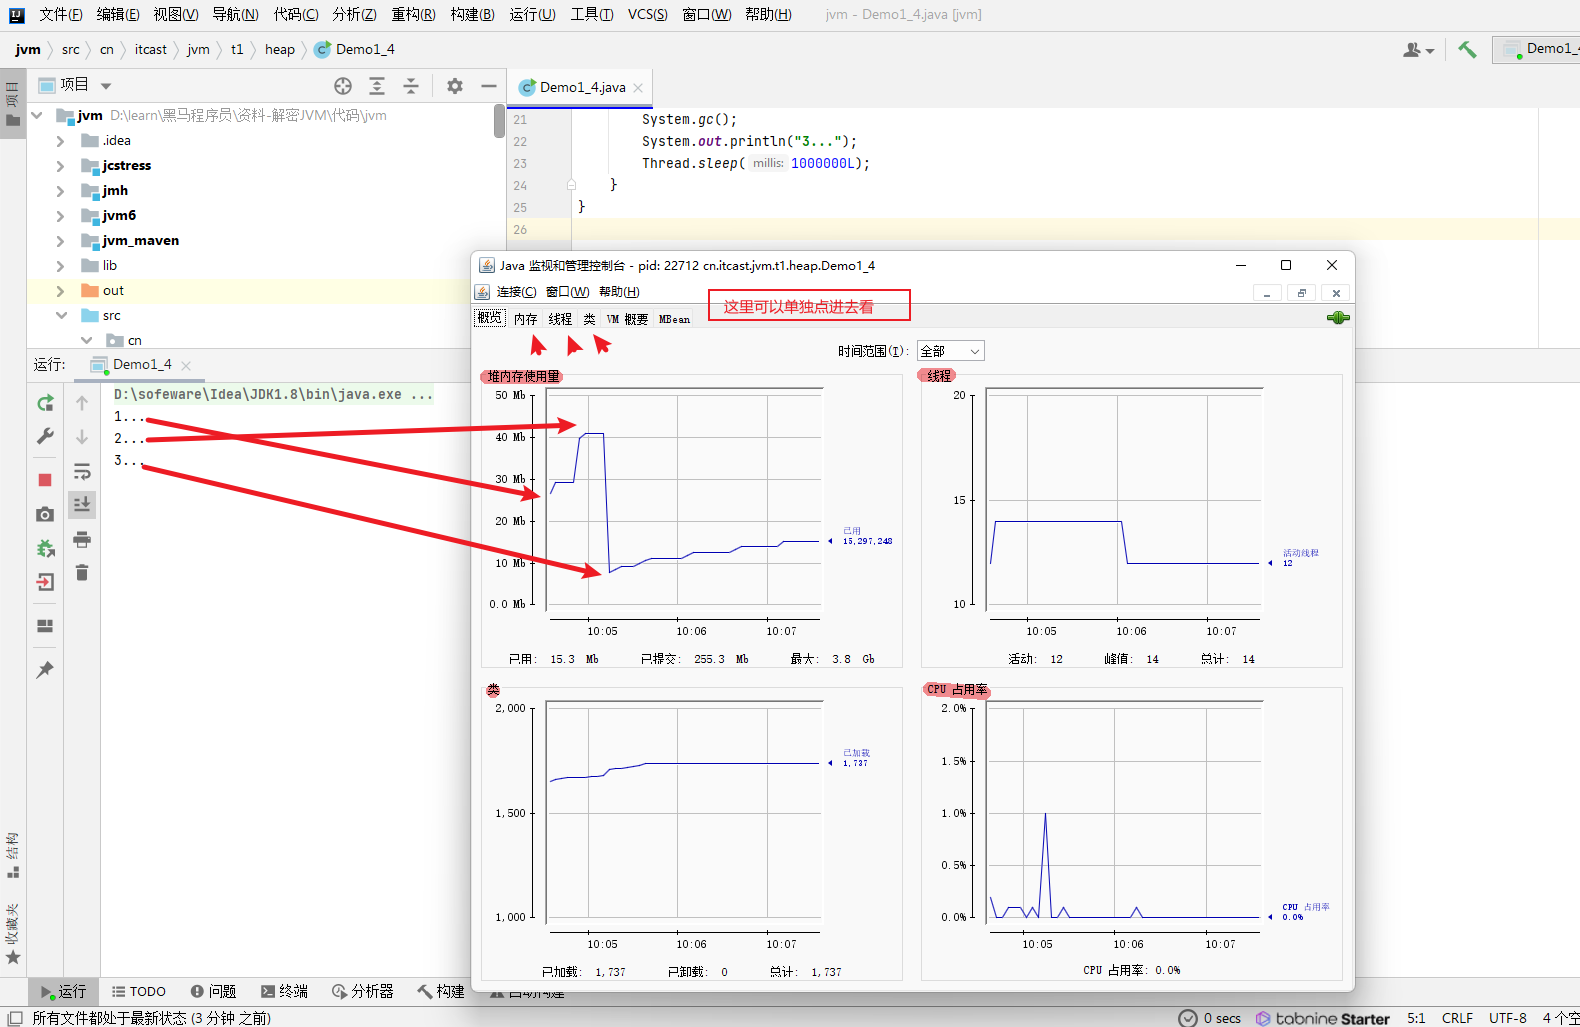 文件(F) 编辑(E) 视图(V) 导航(N) 代码(C) 分析(Z) 重构(R) 构建(B) 运行(U) 工具(T) VCS(S) 窗口(W) 帮助(H) jvm - Demo1_4.java [jvm]
jvm src cn itcast jvm t1 heap Demo1_4
Demo1_4
项目
项目
Demo1_4.java
jvm D:\learn\黑马程序员\资料-解密JVM\代码\jvm
.idea
jcstress
jmh
jvm6
jvm_maven
lib
out
src
cn
21 System.gc();
22 System.out.println("3...");
23 Thread.sleep( millis: 1000000L);
24 }
25 }
26
运行: Demo1_4
D:\sofeware\Idea\JDK1.8\bin\java.exe ...
1...
2...
3...
Java 监视和管理控制台 - pid: 22712 cn.itcast.jvm.t1.heap.Demo1_4
连接(C) 窗口(W) 帮助(H)
这里可以单独点进去看
概览 内存 线程 类 VM 概要 MBean
时间范围(I): 全部
堆内存使用量
50 Mb
40 Mb
30 Mb
20 Mb
10 Mb
0.0 Mb
已用
15,297,248
10:05 10:06 10:07
已用: 15.3 Mb 已提交: 255.3 Mb 最大: 3.8 Gb
线程
20
15
10
活动线程
12
10:05 10:06 10:07
活动: 12 峰值: 14 总计: 14
类
2,000
1,500
1,000
已加载
1,737
10:05 10:06 10:07
已加载: 1,737 已卸载: 0 总计: 1,737
CPU 占用率
2.0%
1.5%
1.0%
0.5%
0.0%
CPU 占用率
0.0%
10:05 10:06 10:07
CPU 占用率: 0.0%
结构
收藏夹
运行 TODO 问题 终端 分析器 构建 自动构建
所有文件都处于最新状态 (3 分钟 之前)
0 secs tabnine Starter 5:1 CRLF UTF-8 4 个空